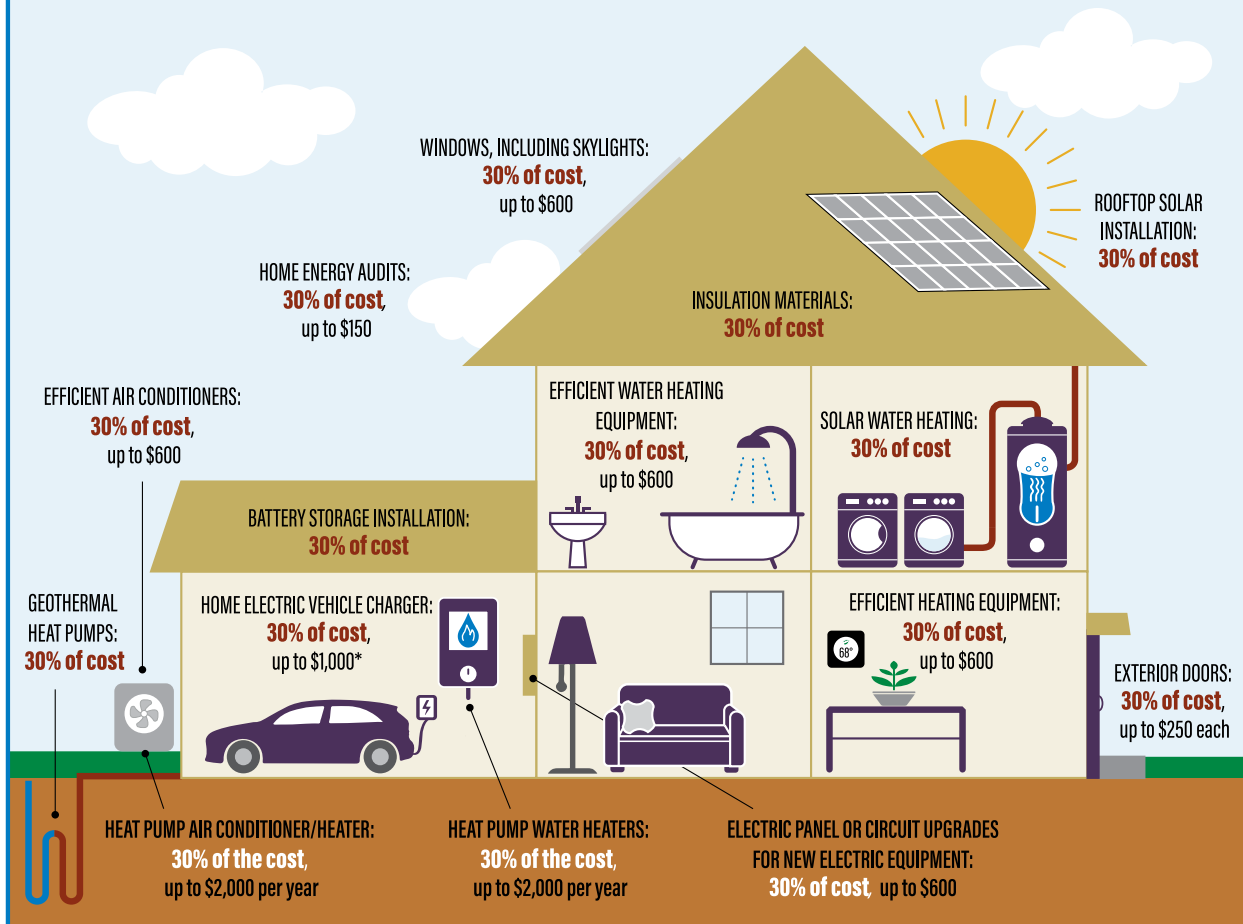 WINDOWS, INCLUDING SKYLIGHTS:
30% of cost,
up to $600
ROOFTOP SOLAR
INSTALLATION:
30% of cost
HOME ENERGY AUDITS:
30% of cost,
up to $150
INSULATION MATERIALS:
30% of cost
EFFICIENT AIR CONDITIONERS:
30% of cost,
up to $600
EFFICIENT WATER HEATING
EQUIPMENT:
30% of cost,
up to $600
SOLAR WATER HEATING:
30% of cost
BATTERY STORAGE INSTALLATION:
30% of cost
GEOTHERMAL
HEAT PUMPS:
30% of cost
HOME ELECTRIC VEHICLE CHARGER:
30% of cost,
up to $1,000*
EFFICIENT HEATING EQUIPMENT:
30% of cost,
up to $600
68°
EXTERIOR DOORS:
30% of cost,
up to $250 each
HEAT PUMP AIR CONDITIONER/HEATER:
30% of the cost,
up to $2,000 per year
HEAT PUMP WATER HEATERS:
30% of the cost,
up to $2,000 per year
ELECTRIC PANEL OR CIRCUIT UPGRADES
FOR NEW ELECTRIC EQUIPMENT:
30% of cost, up to $600